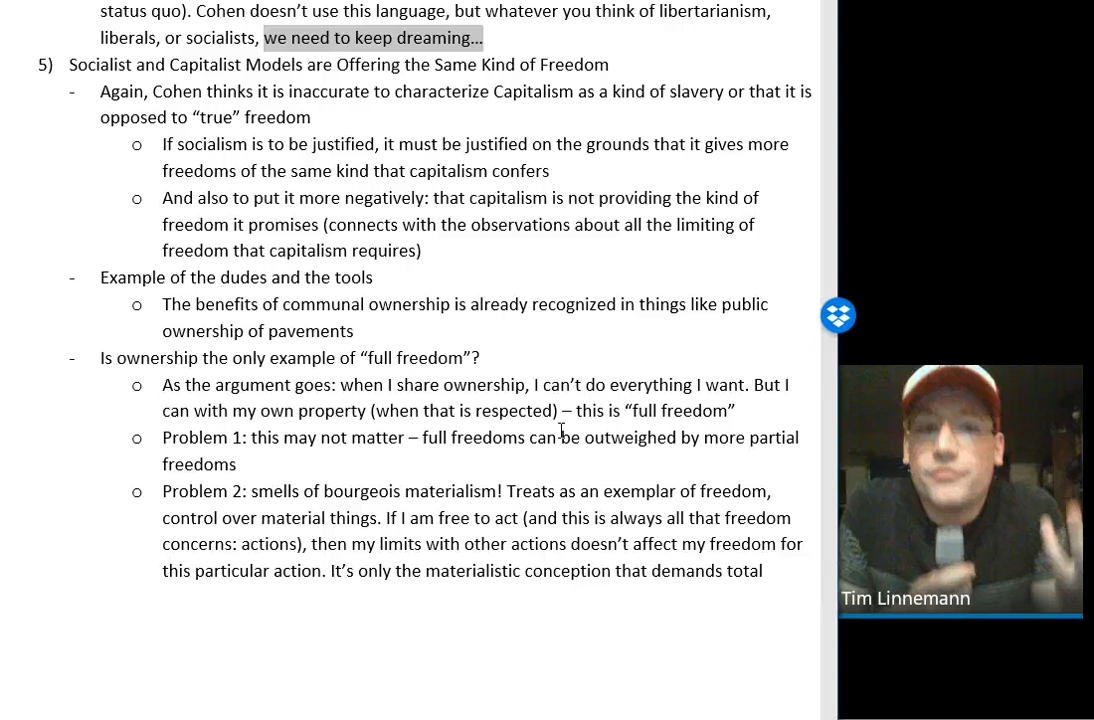 status quo). Cohen doesn’t use this language, but whatever you think of libertarianism,
liberals, or socialists, we need to keep dreaming...
5) Socialist and Capitalist Models are Offering the Same Kind of Freedom
- Again, Cohen thinks it is inaccurate to characterize Capitalism as a kind of slavery or that it is
opposed to “true” freedom
o If socialism is to be justified, it must be justified on the grounds that it gives more
freedoms of the same kind that capitalism confers
o And also to put it more negatively: that capitalism is not providing the kind of
freedom it promises (connects with the observations about all the limiting of
freedom that capitalism requires)
- Example of the dudes and the tools
o The benefits of communal ownership is already recognized in things like public
ownership of pavements
- Is ownership the only example of “full freedom”?
o As the argument goes: when I share ownership, I can’t do everything I want. But I
can with my own property (when that is respected) – this is “full freedom”
o Problem 1: this may not matter – full freedoms can be outweighed by more partial
freedoms
o Problem 2: smells of bourgeois materialism! Treats as an exemplar of freedom,
control over material things. If I am free to act (and this is always all that freedom
concerns: actions), then my limits with other actions doesn’t affect my freedom for
this particular action. It’s only the materialistic conception that demands total
Tim Linnemann